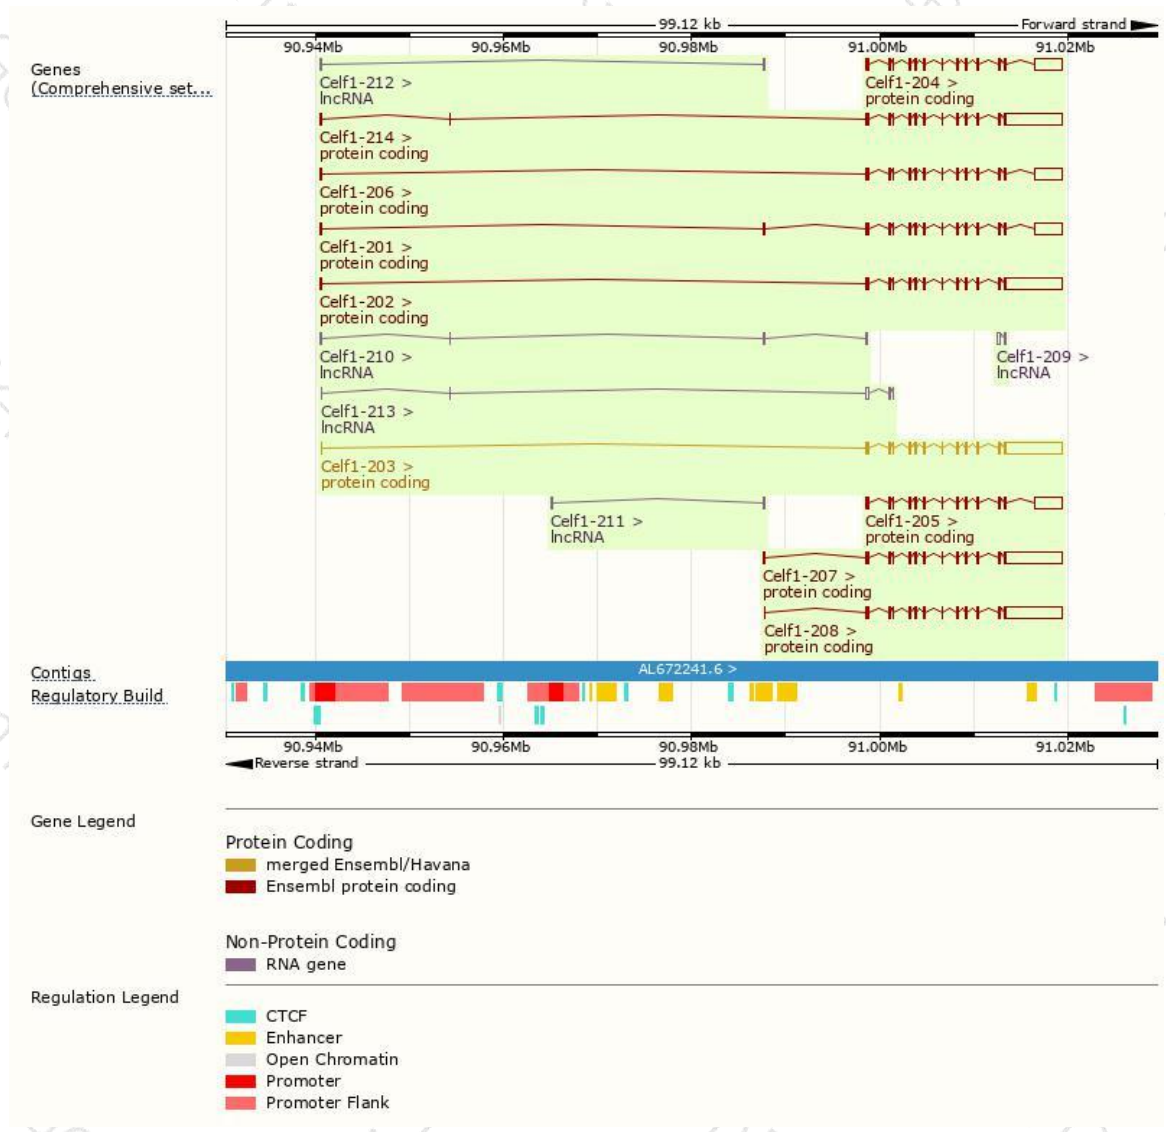 99.12 kb
Forward strand
90.94Mb 90.96Mb 90.98Mb 91.00Mb 91.02Mb
Genes
(Comprehensive set...
Celf1-212 > Celf1-204 >
lncRNA protein coding
Celf1-214 >
protein coding
Celf1-206 >
protein coding
Celf1-201 >
protein coding
Celf1-202 >
protein coding
Celf1-210 > Celf1-209 >
lncRNA lncRNA
Celf1-213 >
lncRNA
Celf1-203 >
protein coding
Celf1-211 > Celf1-205 >
lncRNA protein coding
Celf1-207 >
protein coding
Celf1-208 >
protein coding
Contigs AL672241.6 >
Regulatory Build
90.94Mb 90.96Mb 90.98Mb 91.00Mb 91.02Mb
Reverse strand 99.12 kb
Gene Legend
Protein Coding
merged Ensembl/Havana
Ensembl protein coding
Non-Protein Coding
RNA gene
Regulation Legend
CTCF
Enhancer
Open Chromatin
Promoter
Promoter Flank